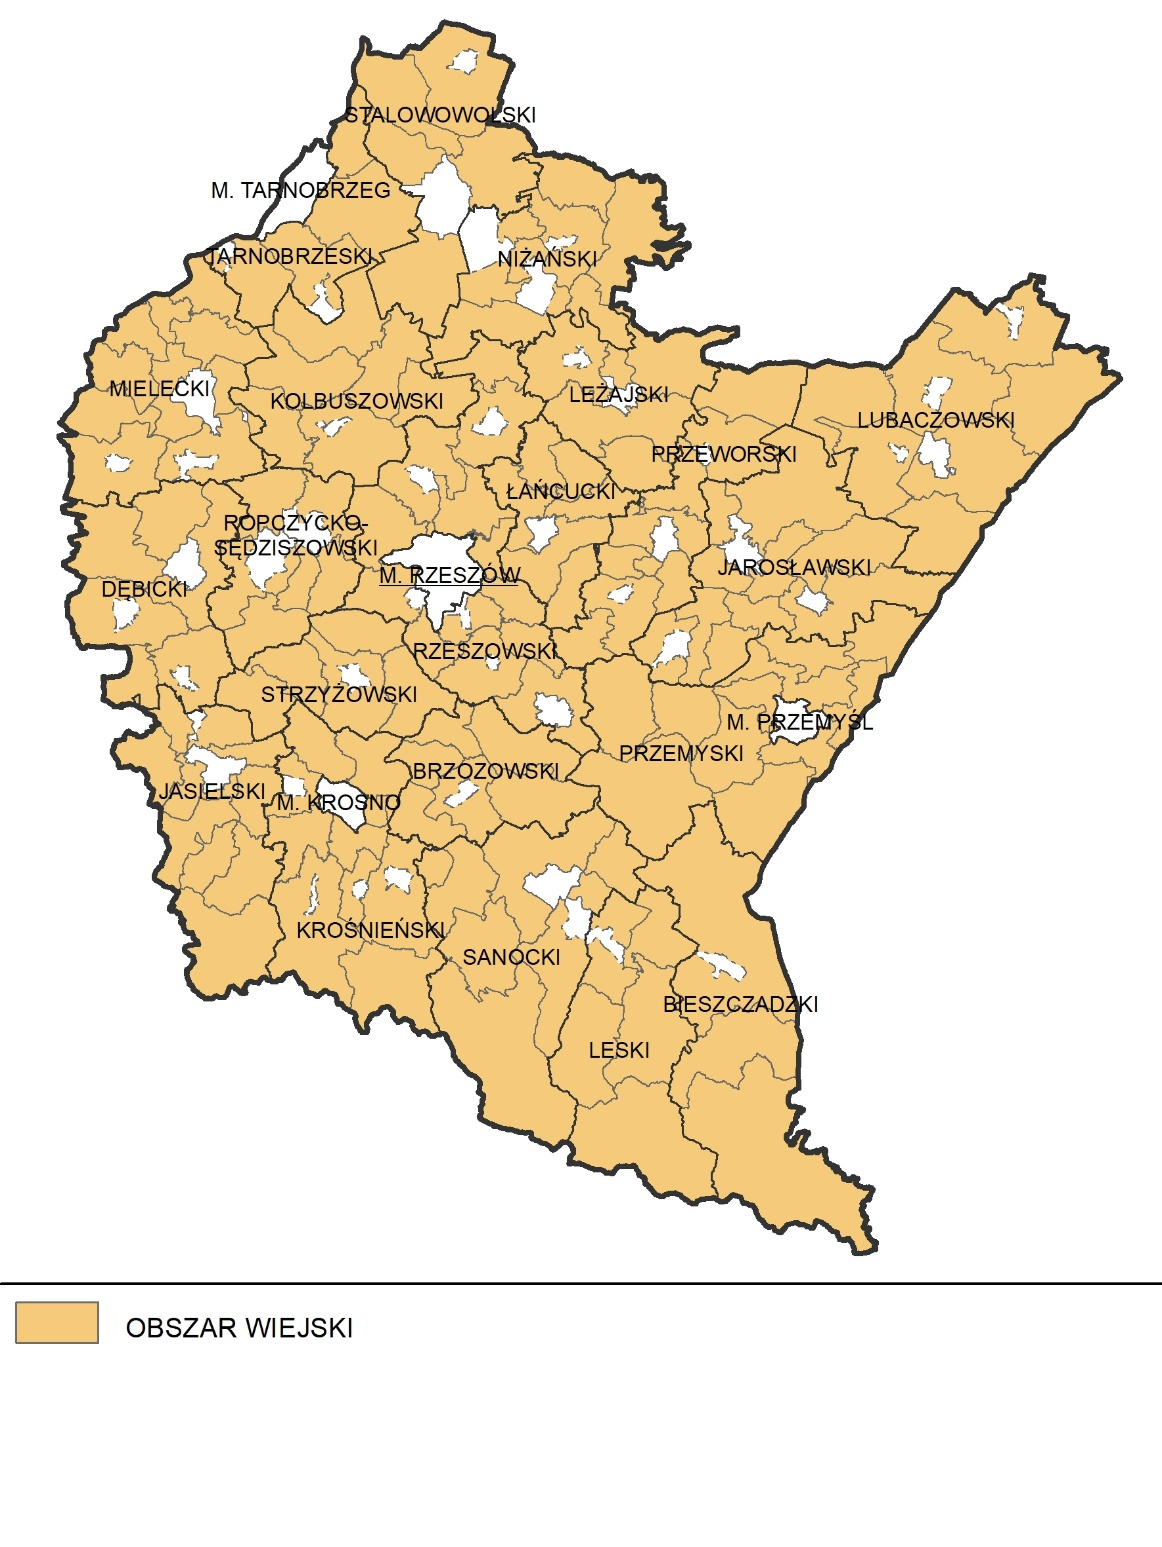 STALOWOWOLSKI
M. TARNOBRZEG
TARNOBRZESKI
NIŻAŃSKI
MIELECKI
KOLBUSZOWSKI
LEŻAJSKI
LUBACZOWSKI
PRZEWORSKI
ŁAŃCUCKI
ROPCZYCKO-
SĘDZISZOWSKI
M. RZESZÓW
JAROSŁAWSKI
DĘBICKI
RZESZOWSKI
STRZYŻOWSKI
M. PRZEMYŚL
PRZEMYSKI
BRZOZOWSKI
JASIELSKI
M. KROSNO
KROŚNIEŃSKI
SANOCKI
BIESZCZADZKI
LESKI
OBSZAR WIEJSKI